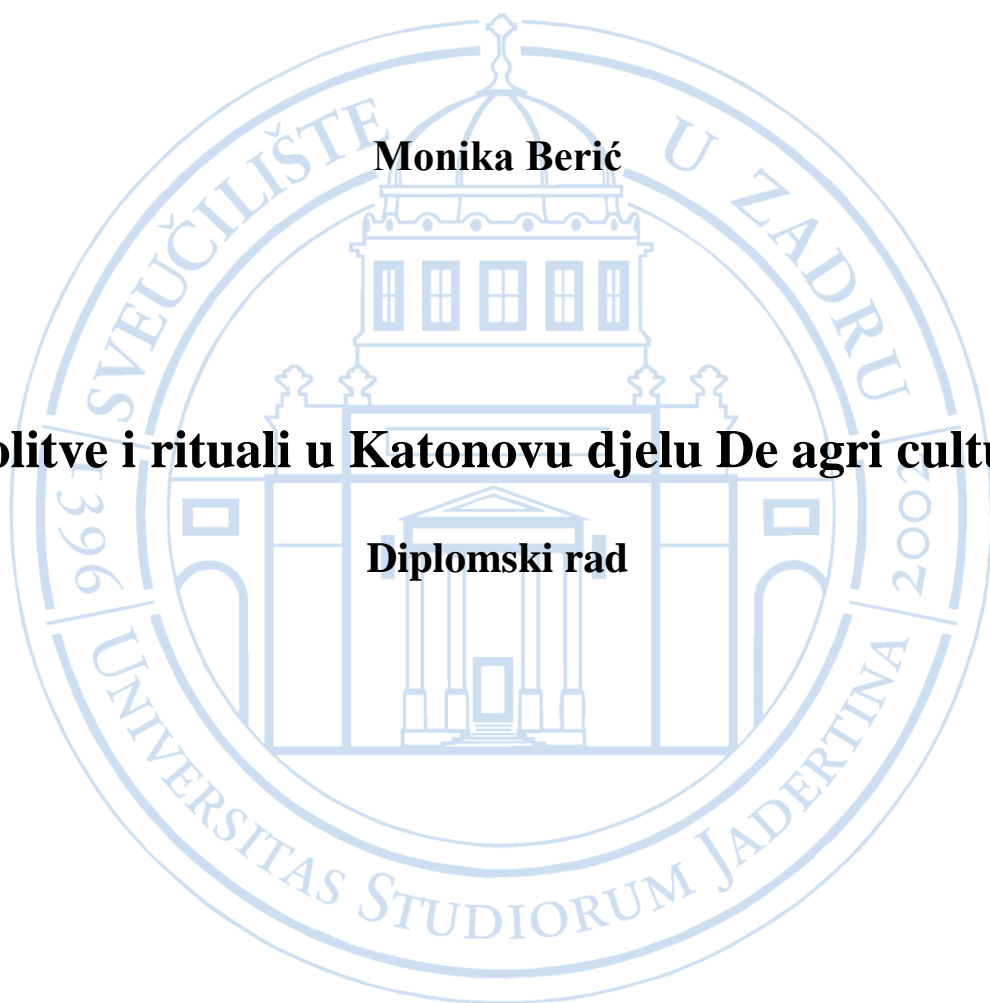 Monika Berić
olitve i rituali u Katonovu djelu De agri cultu
Diplomski rad
SVEUČILIŠTE U ZADRU
1396
2002
UNIVERSITAS STUDIORUM JADERTINA